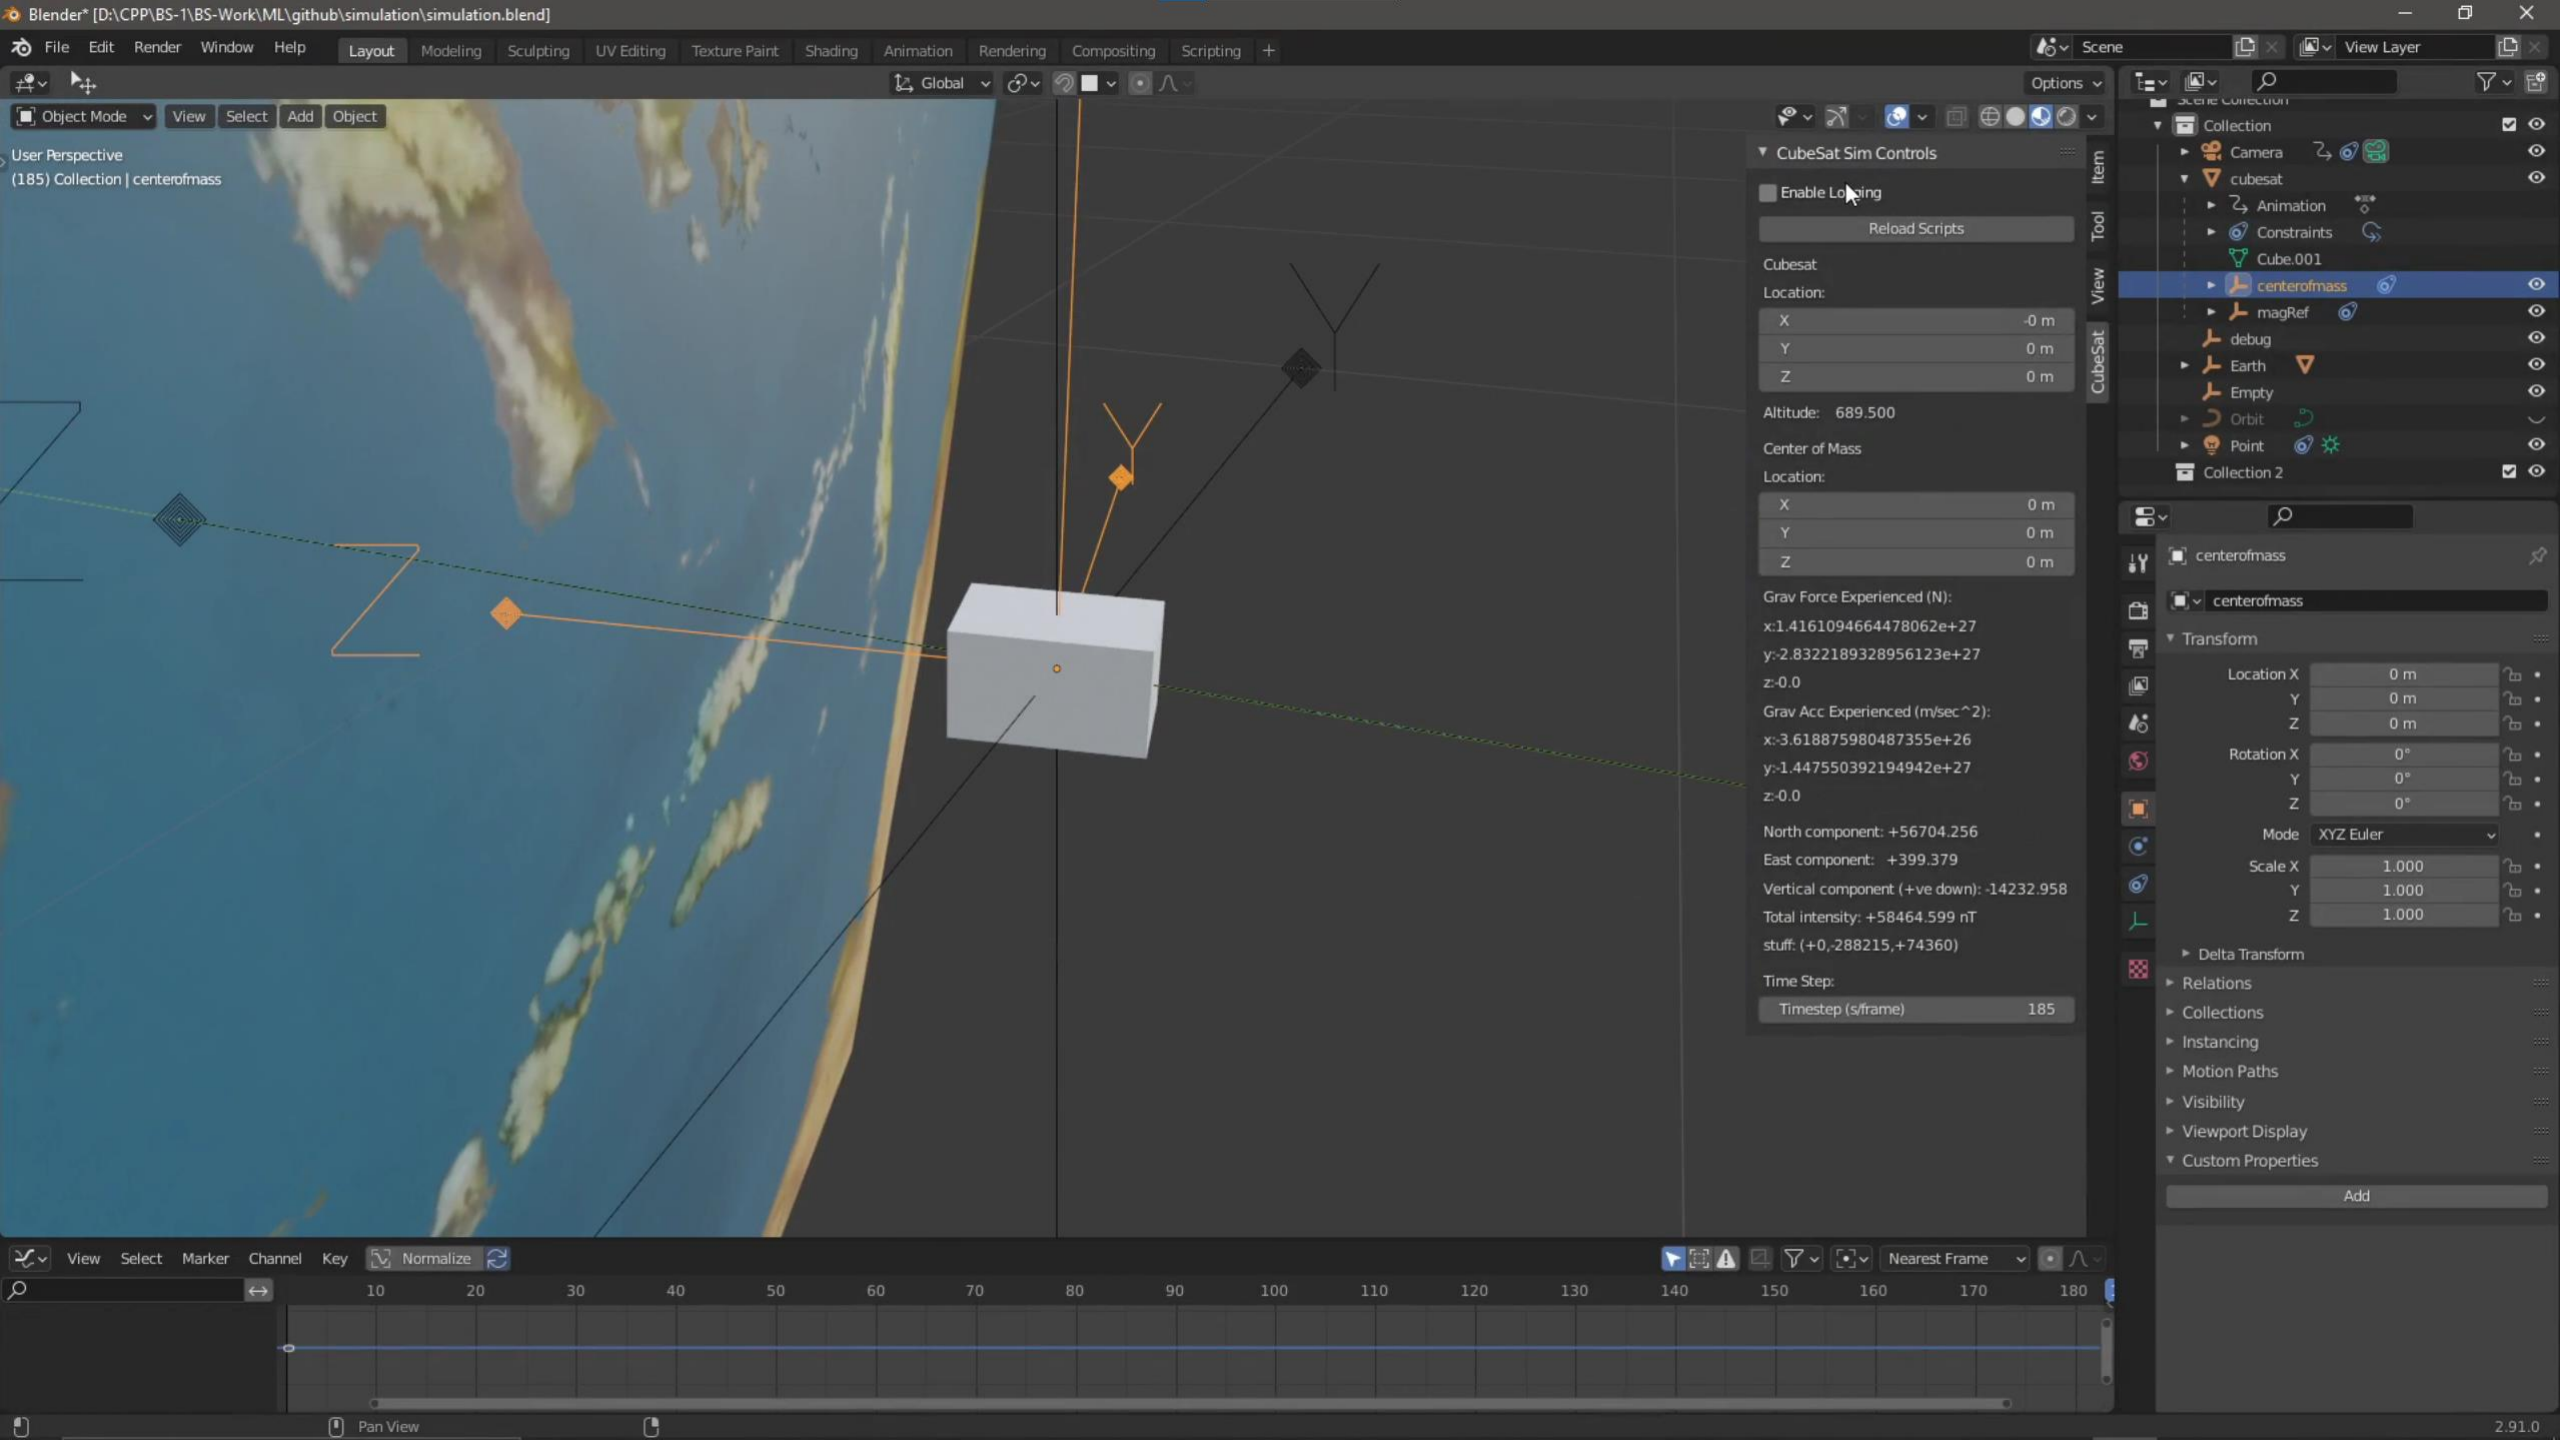 Blender* [D:\CPP\BS-1\BS-Work\ML\github\simulation\simulation.blend]
File Edit Render Window Help Layout Modeling Sculpting UV Editing Texture Paint Shading Animation Rendering Compositing Scripting + Scene View Layer
Global Options
Object Mode View Select Add Object
User Perspective
(185) Collection | centerofmass
Z
Z
Y
Y
CubeSat Sim Controls
Enable Logging
Reload Scripts
Cubesat
Location:
X -0 m
Y 0 m
Z 0 m
Altitude: 689.500
Center of Mass
Location:
X 0 m
Y 0 m
Z 0 m
Grav Force Experienced (N):
x:1.4161094664478062e+27
y:-2.8322189328956123e+27
z:-0.0
Grav Acc Experienced (m/sec^2):
x:-3.618875980487355e+26
y:-1.447550392194942e+27
z:-0.0
North component: +56704.256
East component: +399.379
Vertical component (+ve down): -14232.958
Total intensity: +58464.599 nT
stuff: (+0,-288215,+74360)
Time Step:
Timestep (s/frame) 185
Item
Tool
View
CubeSat
Scene Collection
Collection
Camera
cubesat
Animation
Constraints
Cube.001
centerofmass
magRef
debug
Earth
Empty
Orbit
Point
Collection 2
centerofmass
centerofmass
Transform
Location X 0 m
Y 0 m
Z 0 m
Rotation X 0°
Y 0°
Z 0°
Mode XYZ Euler
Scale X 1.000
Y 1.000
Z 1.000
Delta Transform
Relations
Collections
Instancing
Motion Paths
Visibility
Viewport Display
Custom Properties
Add
View Select Marker Channel Key Normalize Nearest Frame
10 20 30 40 50 60 70 80 90 100 110 120 130 140 150 160 170 180
Pan View 2.91.0